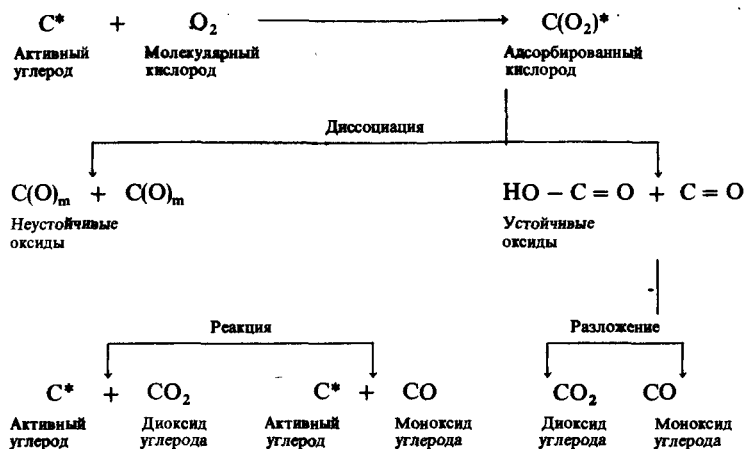 C* + O₂ C(O₂)*
Активный Молекулярный Адсорбированный
углерод кислород кислород
Диссоциация
C(O)ₘ + C(O)ₘ HO – C = O + C = O
Неустойчивые Устойчивые
оксиды оксиды
Реакция Разложение
C* + CO₂ C* + CO CO₂ CO
Активный Диоксид Активный Моноксид Диоксид Моноксид
углерод углерода углерод углерода углерода углерода